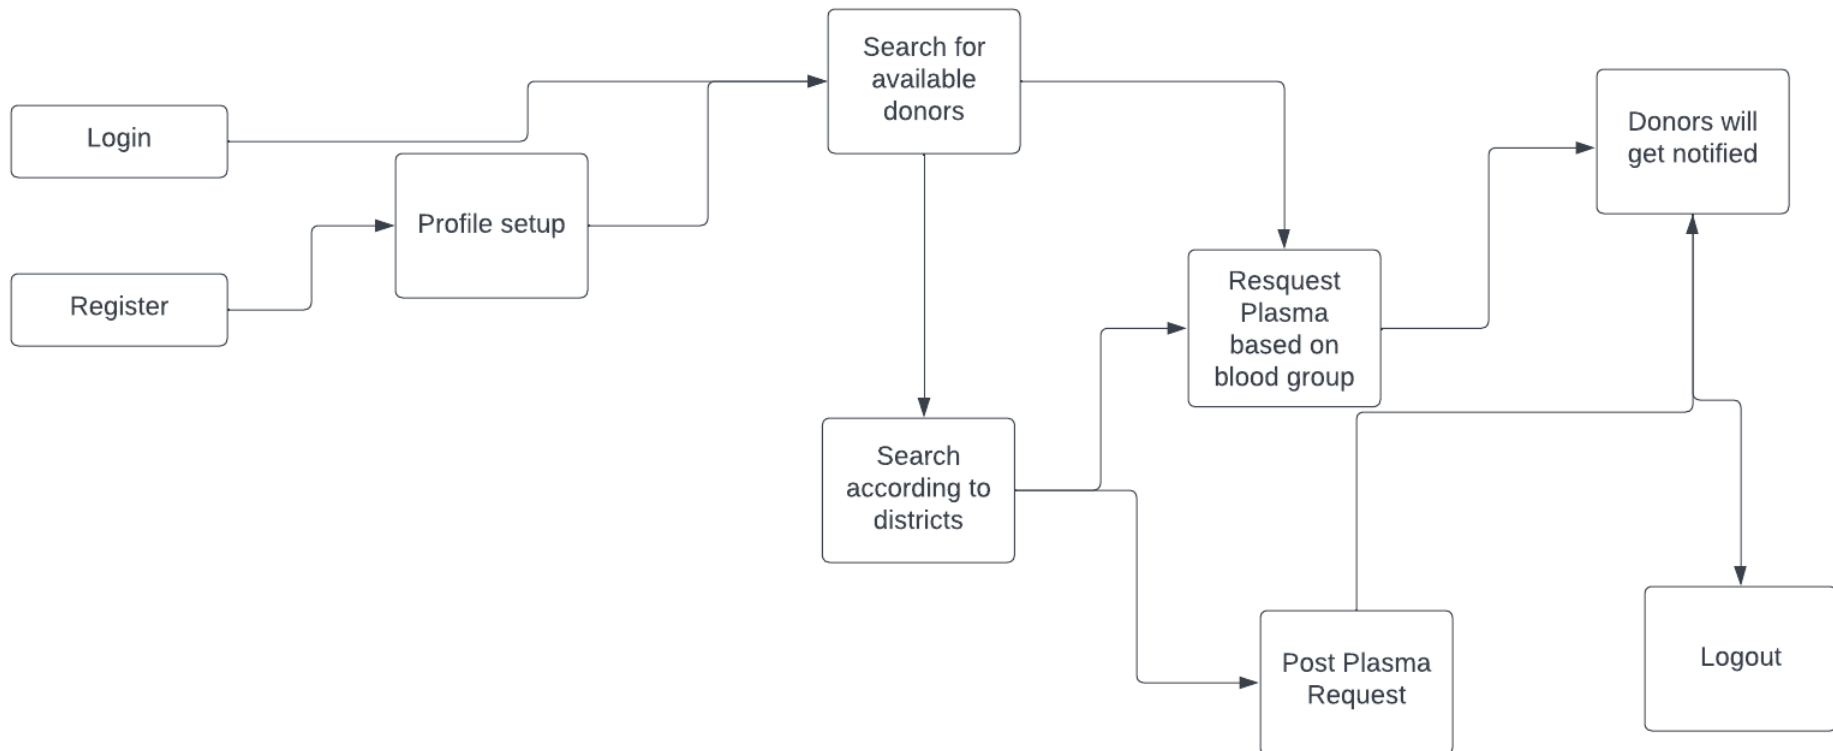 Login
Register
Profile setup
Search for
available
donors
Search
according to
districts
Resquest
Plasma
based on
blood group
Post Plasma
Request
Donors will
get notified
Logout